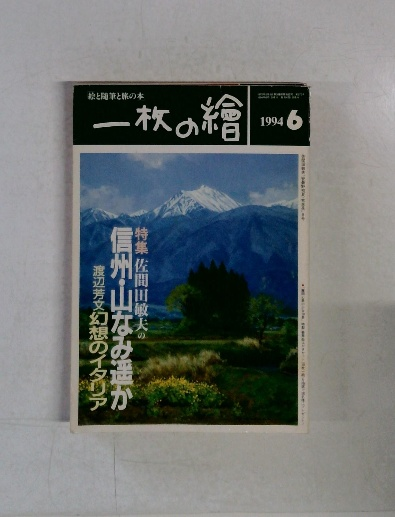 絵と随筆と旅の本
一枚の繪
1994 6
特集 佐間田敏夫の
信州・山なみ遥か
渡辺芳文 幻想のイタリア